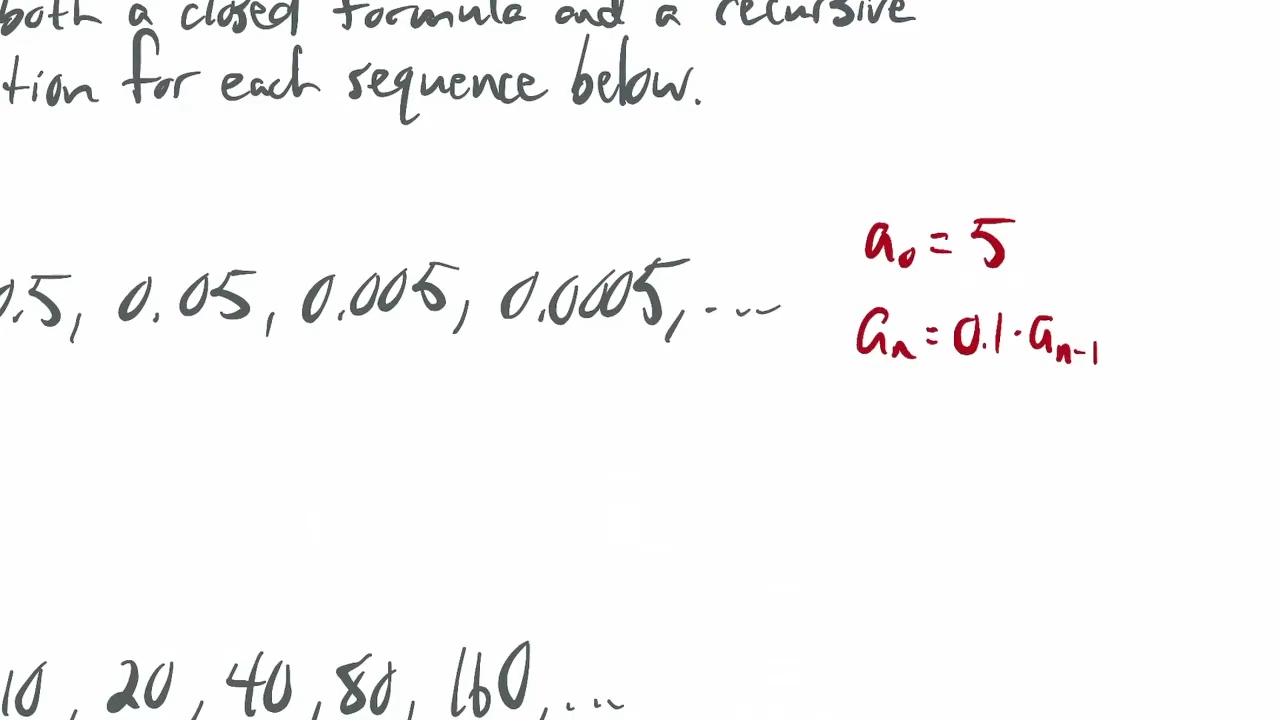 both a closed formula and a recursive
tion for each sequence below.
a₀ = 5
0.5, 0.05, 0.005, 0.0005, ...
aₙ = 0.1 · aₙ₋₁
10, 20, 40, 80, 160, ...